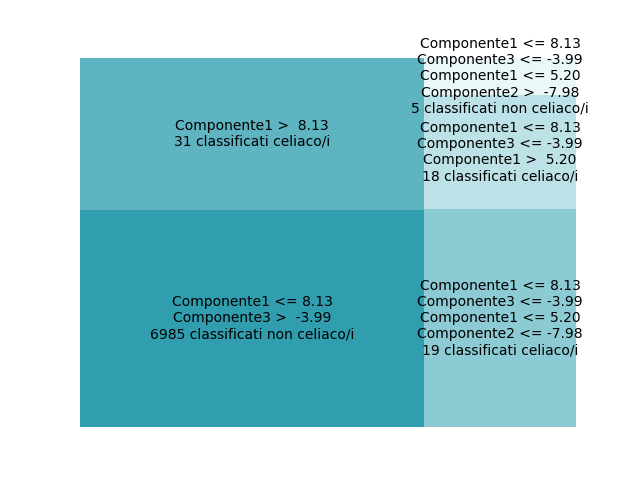 Componente1 >  8.13
31 classificati celiaco/i
Componente1 <= 8.13
Componente3 >  -3.99
6985 classificati non celiaco/i
Componente1 <= 8.13
Componente3 <= -3.99
Componente1 <= 5.20
Componente2 >  -7.98
5 classificati non celiaco/i
Componente1 <= 8.13
Componente3 <= -3.99
Componente1 >  5.20
18 classificati celiaco/i
Componente1 <= 8.13
Componente3 <= -3.99
Componente1 <= 5.20
Componente2 <= -7.98
19 classificati celiaco/i